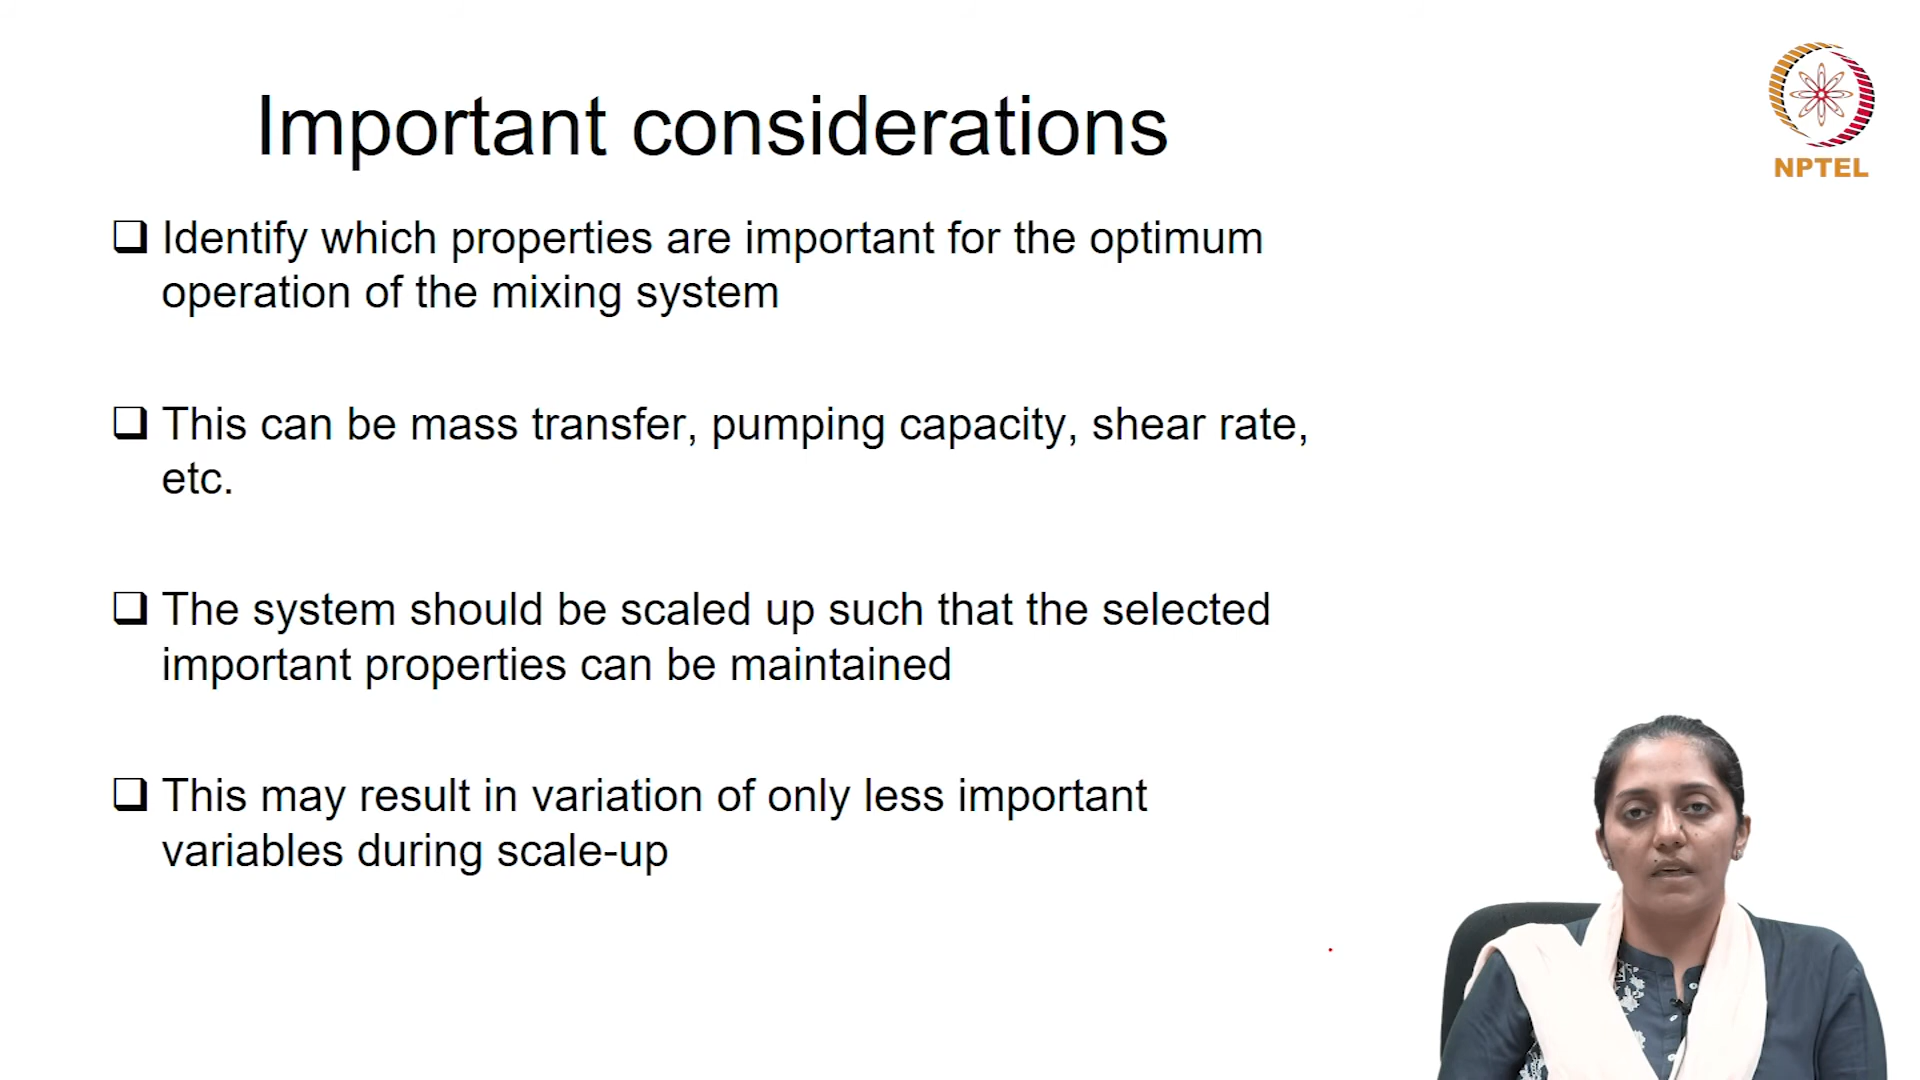 Important considerations
NPTEL
Identify which properties are important for the optimum
operation of the mixing system
This can be mass transfer, pumping capacity, shear rate,
etc.
The system should be scaled up such that the selected
important properties can be maintained
This may result in variation of only less important
variables during scale-up